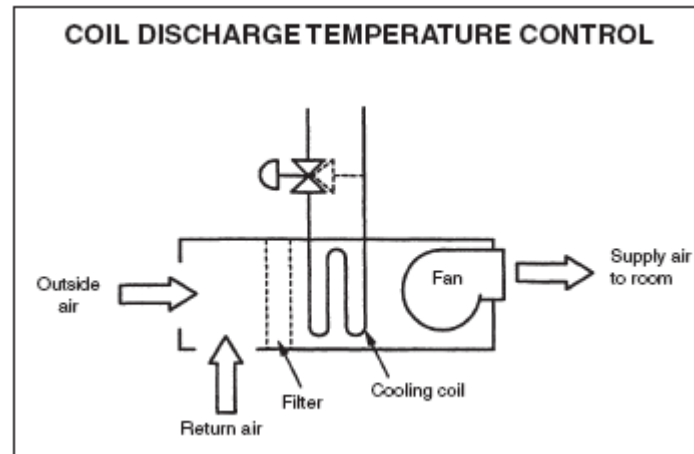 COIL DISCHARGE TEMPERATURE CONTROL
Outside
air
Fan
Supply air
to room
Filter
Cooling coil
Return air